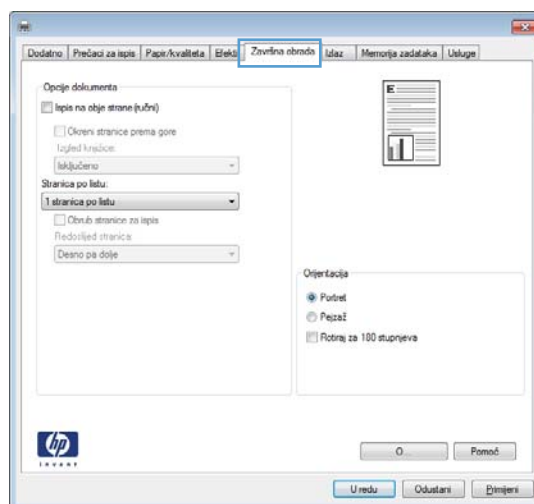 Dodatno Prečaci za ispis Papir/kvaliteta Efekti Završna obrada Izlaz Memorija zadataka Usluge
Opcije dokumenta
Ispis na obje strane (ručni)
Okreni stranice prema gore
Izgled knjižice:
Isključeno
Stranica po listu:
1 stranica po listu
Obrub stranice za ispis
Redoslijed stranica:
Desno pa dolje
E
Orijentacija
Portret
Pejzaž
Rotiraj za 180 stupnjeva
hp
invent
O... Pomoć
U redu Odustani Primijeni